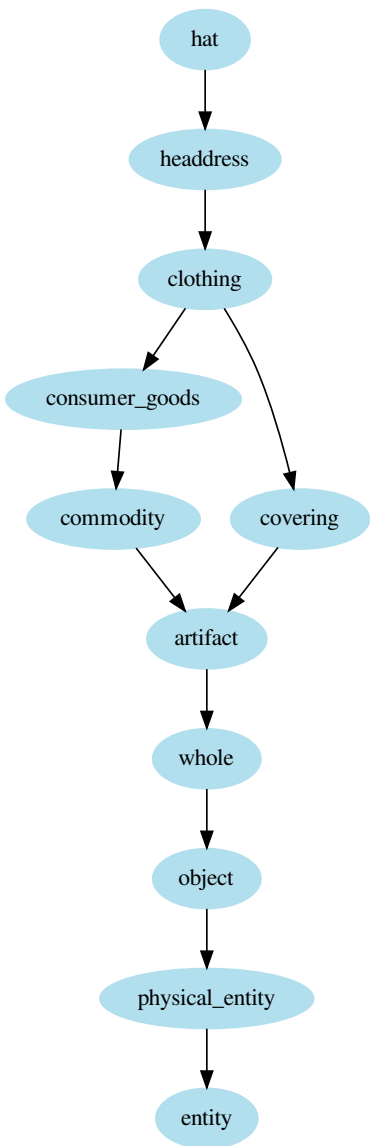 hat
headdress
clothing
consumer_goods
commodity
covering
artifact
whole
object
physical_entity
entity